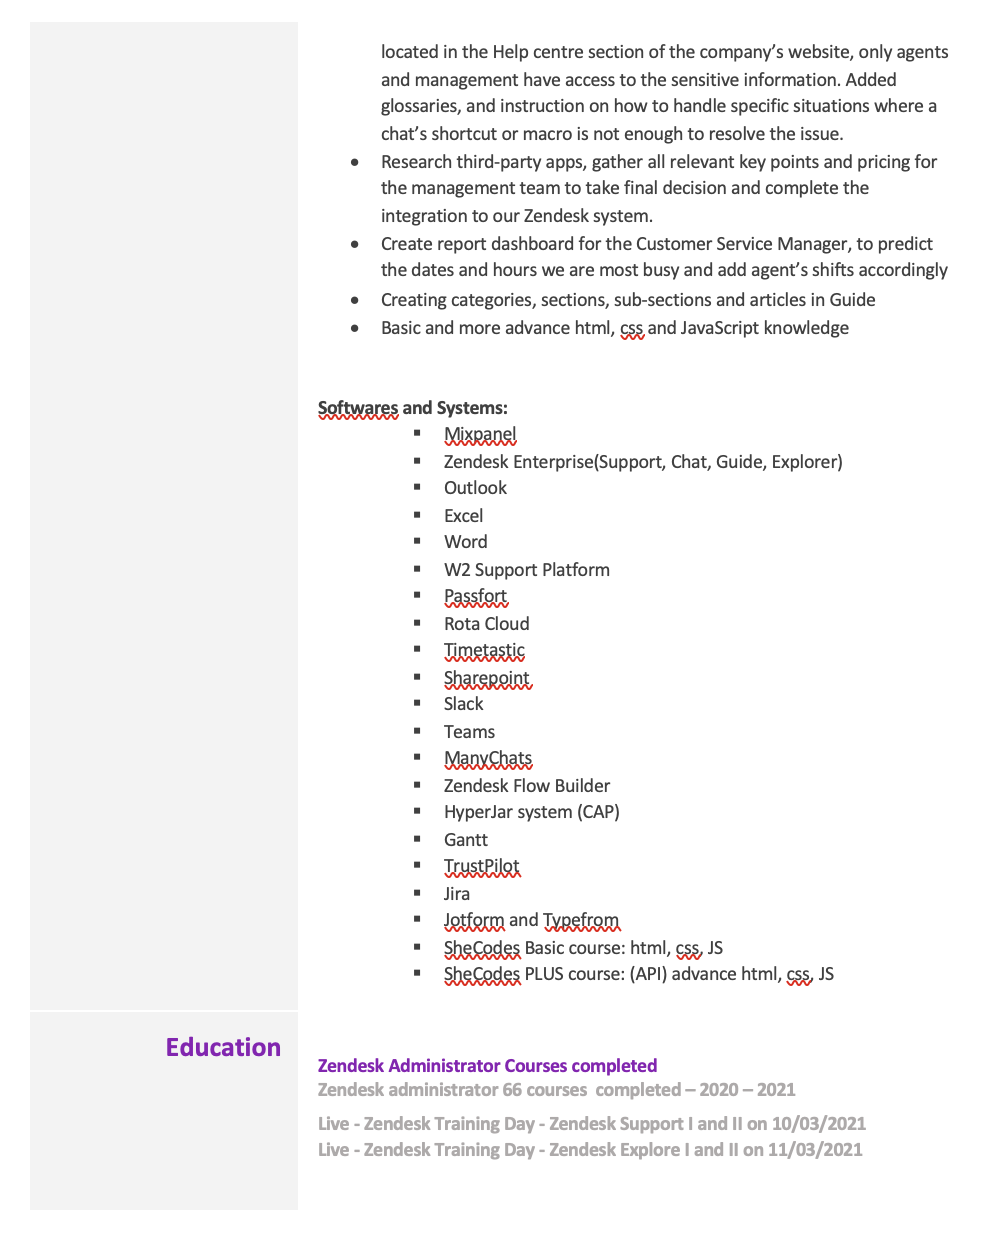 located in the Help centre section of the company’s website, only agents
and management have access to the sensitive information. Added
glossaries, and instruction on how to handle specific situations where a
chat’s shortcut or macro is not enough to resolve the issue.
• Research third-party apps, gather all relevant key points and pricing for
the management team to take final decision and complete the
integration to our Zendesk system.
• Create report dashboard for the Customer Service Manager, to predict
the dates and hours we are most busy and add agent’s shifts accordingly
• Creating categories, sections, sub-sections and articles in Guide
• Basic and more advance html, css and JavaScript knowledge
Softwares and Systems:
▪ Mixpanel
▪ Zendesk Enterprise(Support, Chat, Guide, Explorer)
▪ Outlook
▪ Excel
▪ Word
▪ W2 Support Platform
▪ Passfort
▪ Rota Cloud
▪ Timetastic
▪ Sharepoint
▪ Slack
▪ Teams
▪ ManyChats
▪ Zendesk Flow Builder
▪ HyperJar system (CAP)
▪ Gantt
▪ TrustPilot
▪ Jira
▪ Jotform and Typefrom
▪ SheCodes Basic course: html, css, JS
▪ SheCodes PLUS course: (API) advance html, css, JS
Education
Zendesk Administrator Courses completed
Zendesk administrator 66 courses completed – 2020 – 2021
Live - Zendesk Training Day - Zendesk Support I and II on 10/03/2021
Live - Zendesk Training Day - Zendesk Explore I and II on 11/03/2021